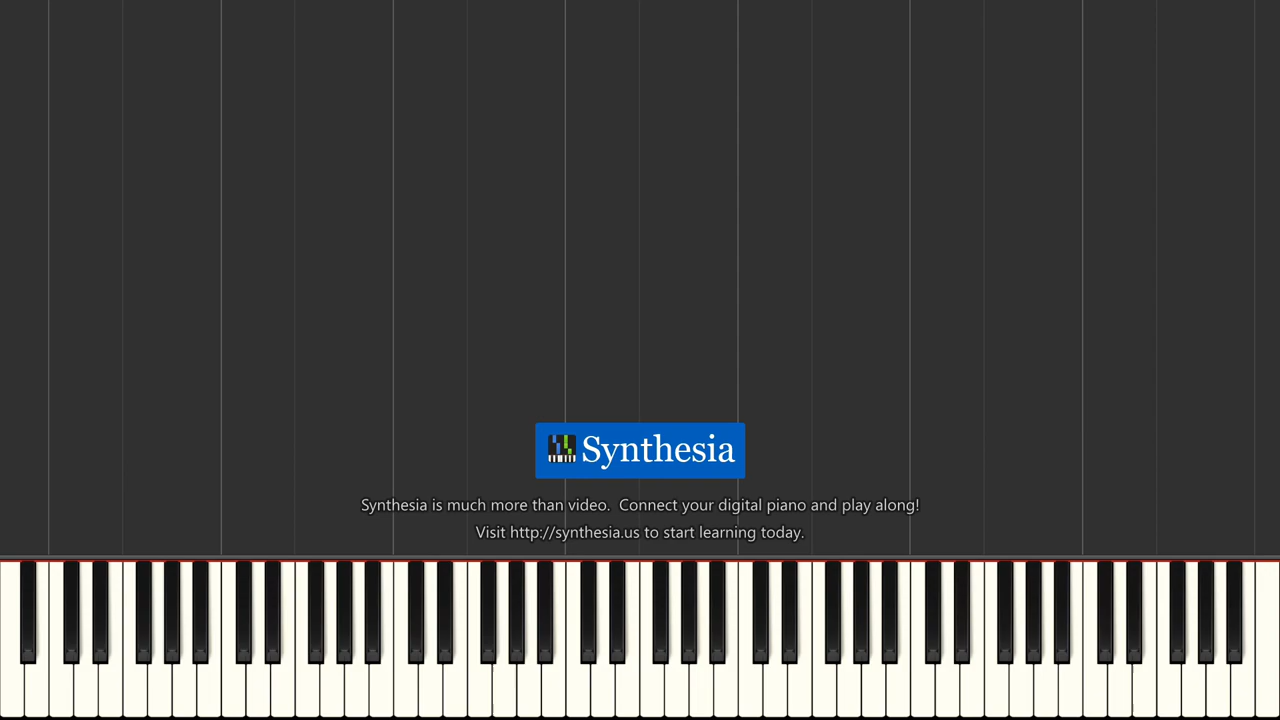 Synthesia
Synthesia is much more than video.  Connect your digital piano and play along!
Visit http://synthesia.us to start learning today.